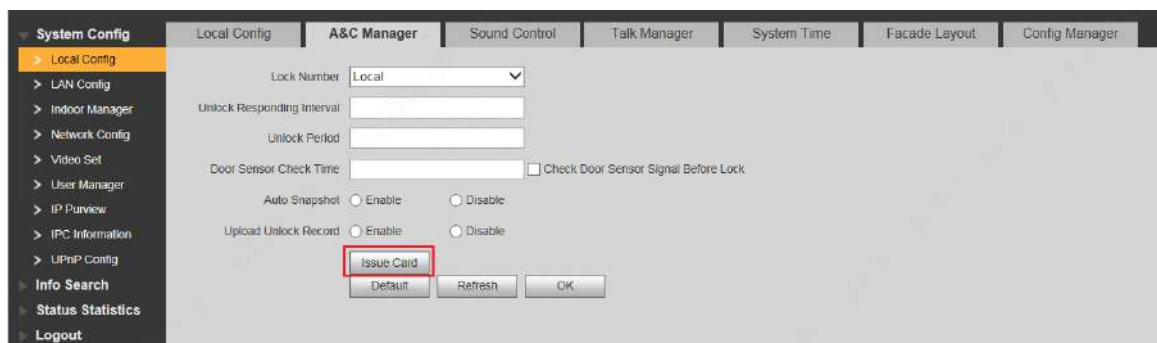 System Config
Local Config
LAN Config
Indoor Manager
Network Config
Video Set
User Manager
IP Purview
IPC Information
UPnP Config
Info Search
Status Statistics
Logout
Local Config A&C Manager Sound Control Talk Manager System Time Facade Layout Config Manager
Lock Number Local
Unlock Responding Interval
Unlock Period
Door Sensor Check Time Check Door Sensor Signal Before Lock
Auto Snapshot Enable Disable
Upload Unlock Record Enable Disable
Issue Card
Default Refresh OK